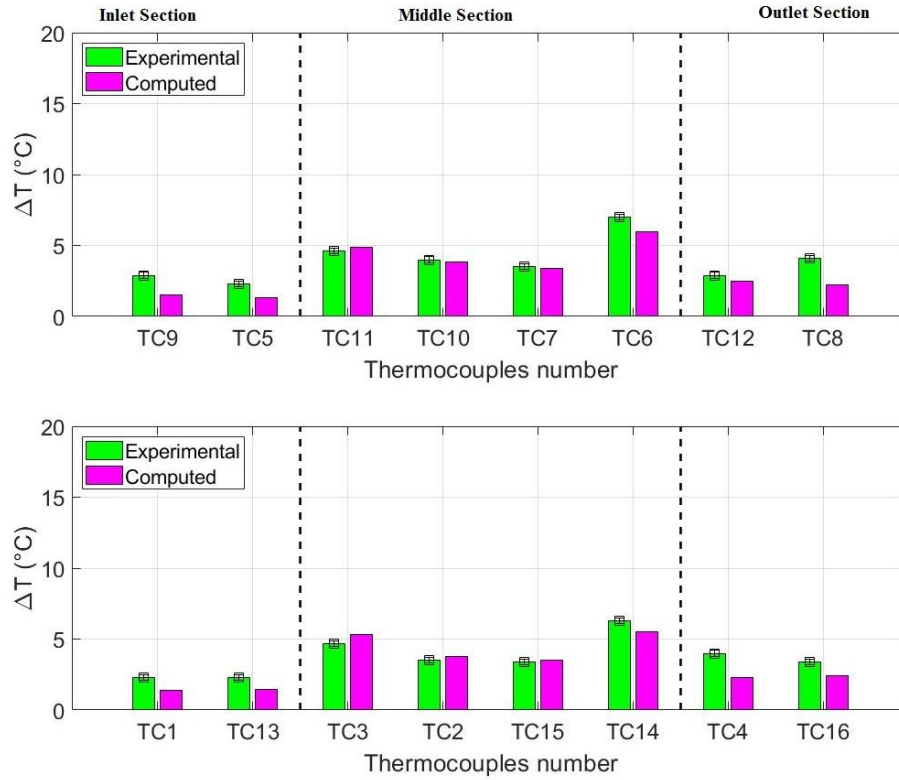 Inlet Section Middle Section Outlet Section
20
Experimental
Computed
15
ΔT (°C)
10
5
0
TC9 TC5 TC11 TC10 TC7 TC6 TC12 TC8
Thermocouples number
20
Experimental
Computed
15
ΔT (°C)
10
5
0
TC1 TC13 TC3 TC2 TC15 TC14 TC4 TC16
Thermocouples number